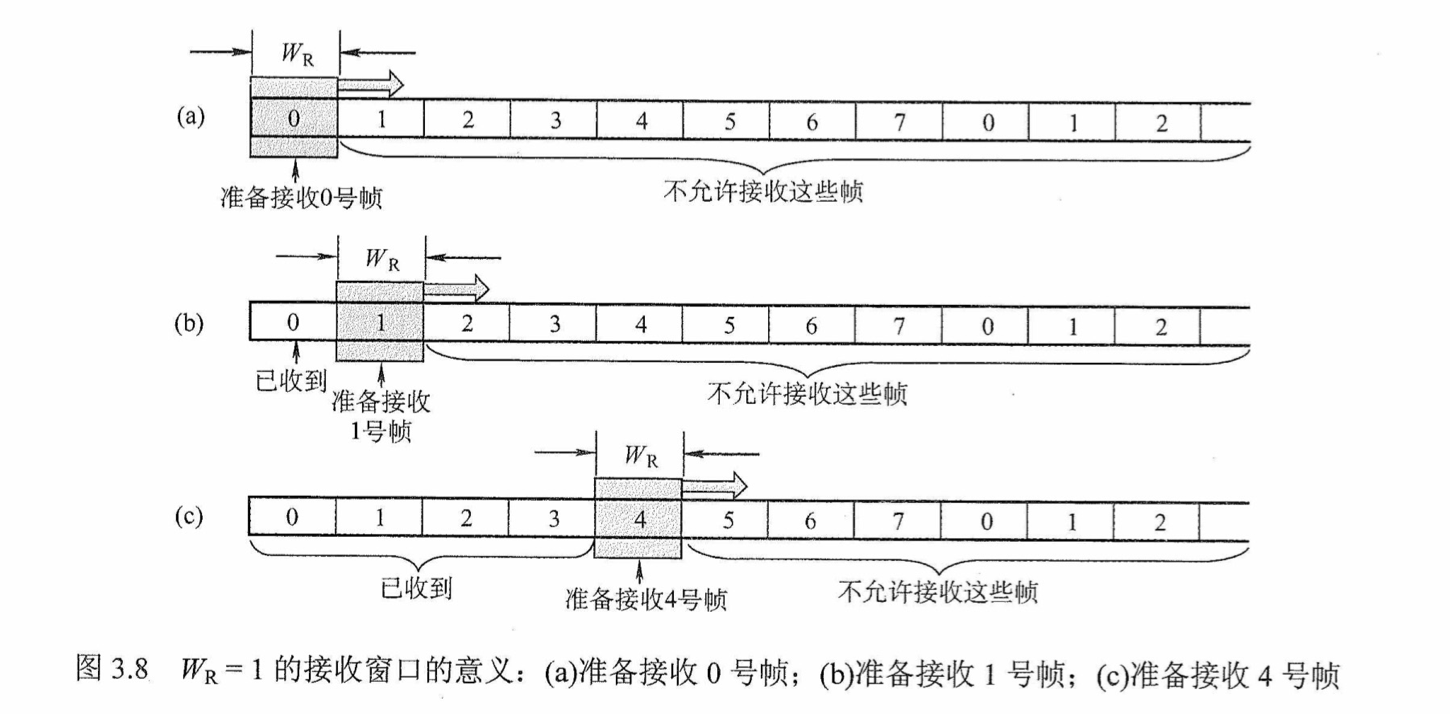 W_R
(a) 0 1 2 3 4 5 6 7 0 1 2
准备接收0号帧
不允许接收这些帧
W_R
(b) 0 1 2 3 4 5 6 7 0 1 2
已收到
准备接收
1号帧
不允许接收这些帧
W_R
(c) 0 1 2 3 4 5 6 7 0 1 2
已收到
准备接收4号帧
不允许接收这些帧
图 3.8 W_R = 1 的接收窗口的意义：(a)准备接收 0 号帧；(b)准备接收 1 号帧；(c)准备接收 4 号帧